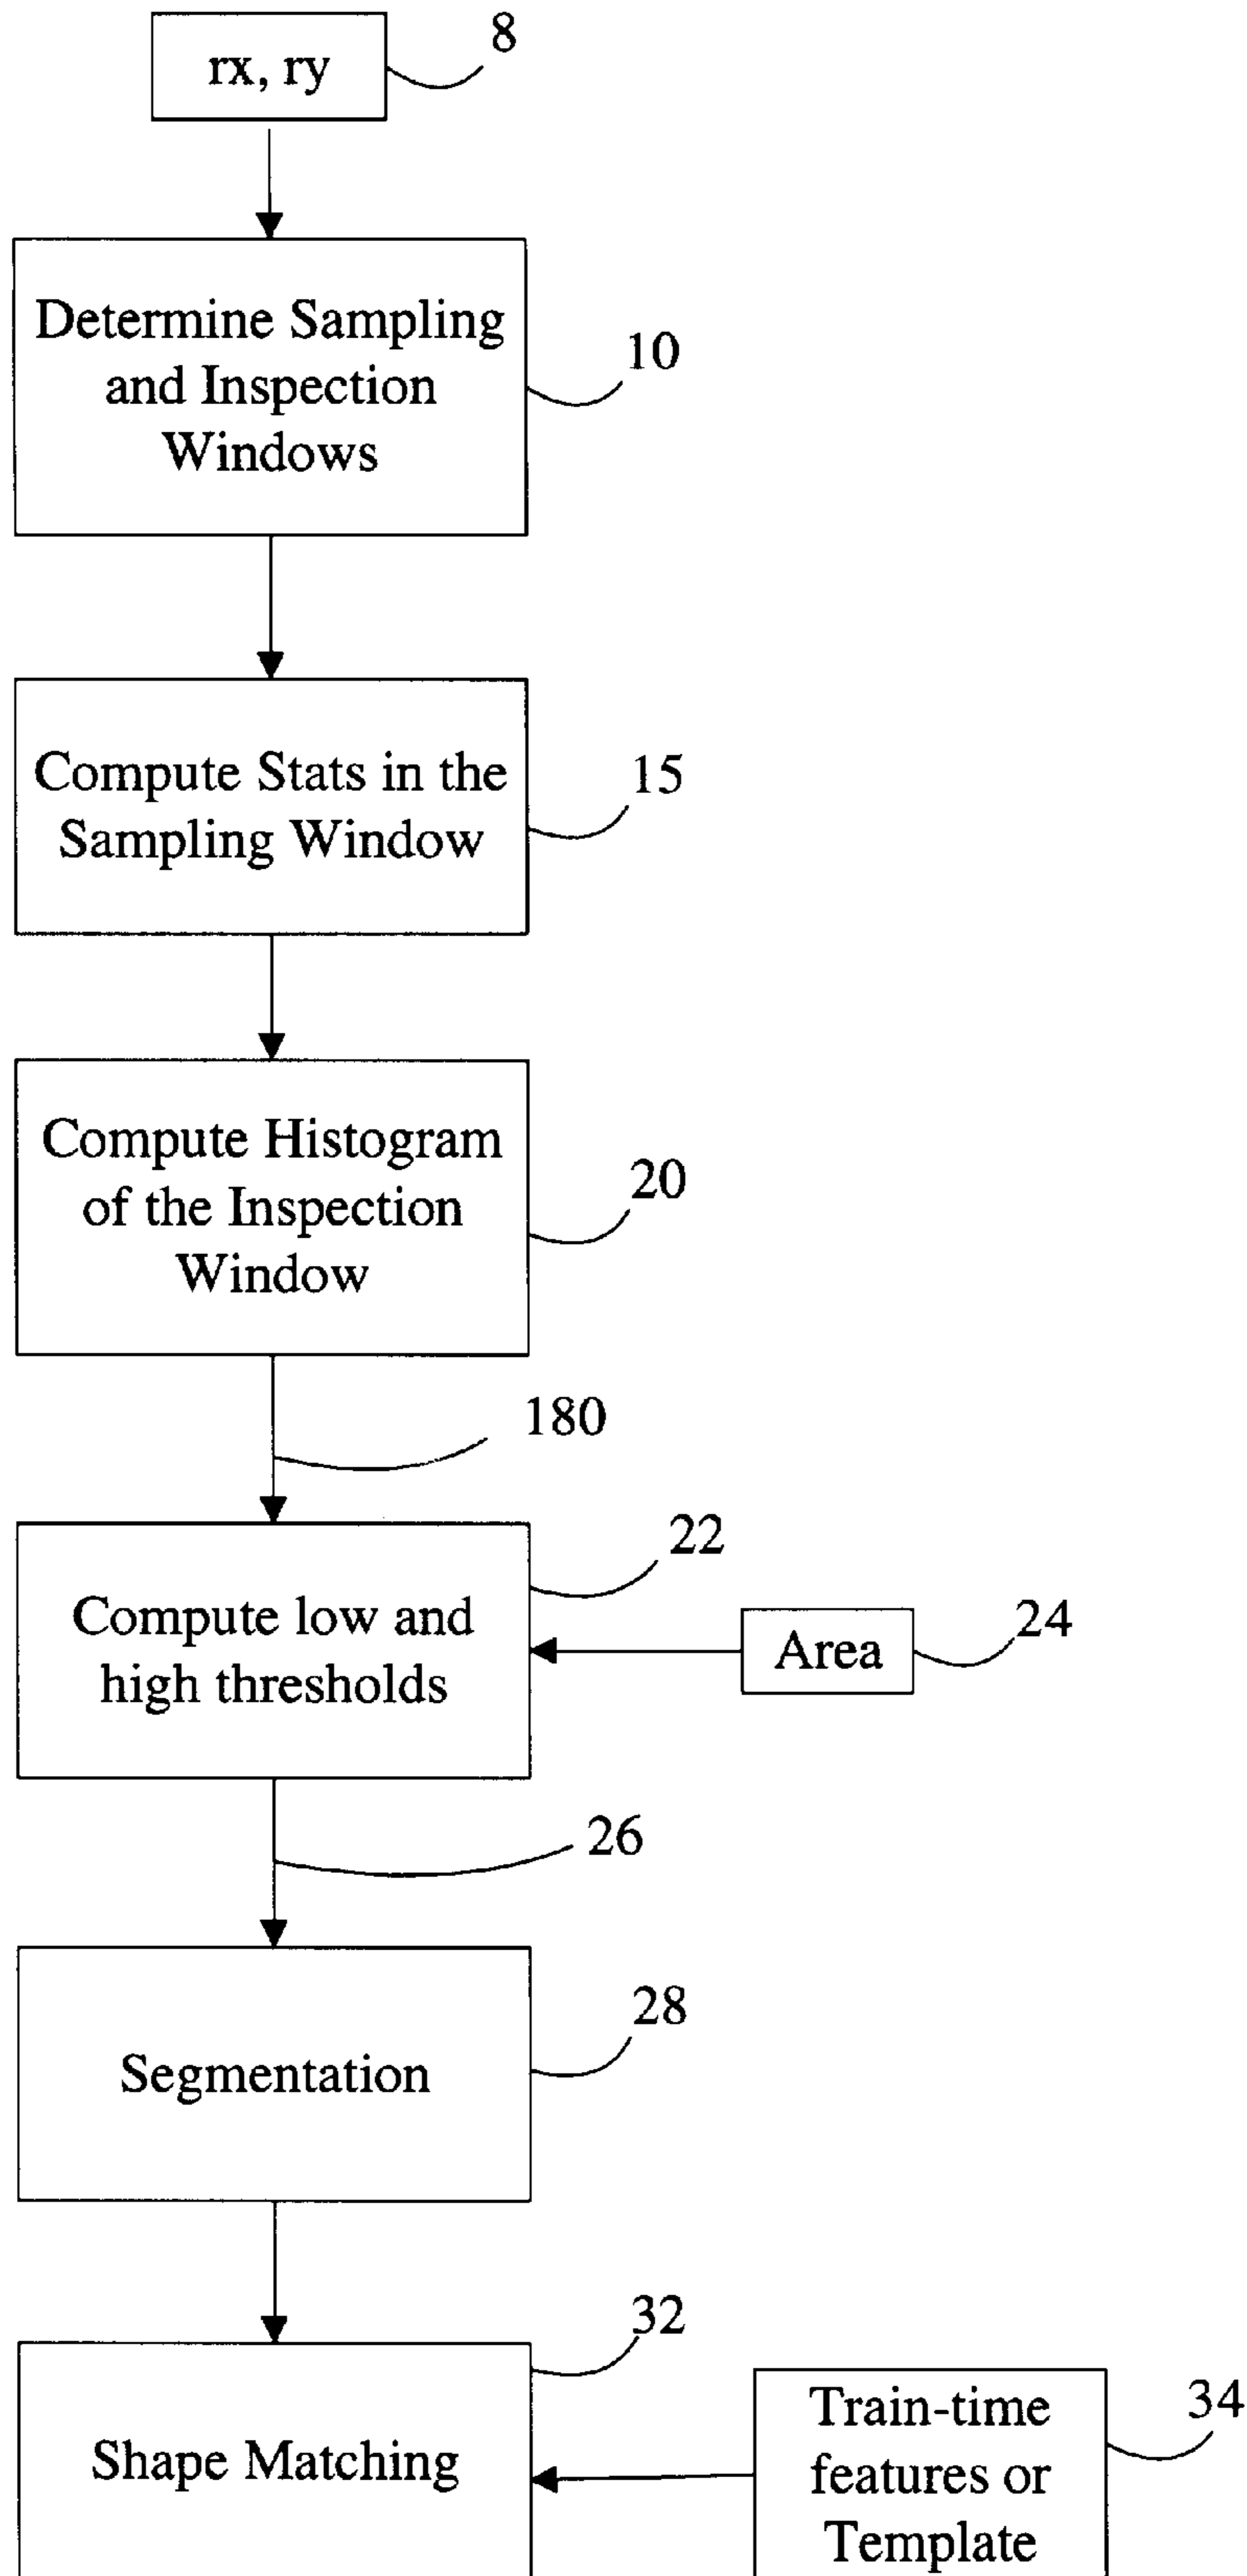 rx, ry
8
Determine Sampling
and Inspection
Windows
10
Compute Stats in the
Sampling Window
15
Compute Histogram
of the Inspection
Window
20
180
Compute low and
high thresholds
22
Area
24
26
Segmentation
28
Shape Matching
32
Train-time
features or
Template
34